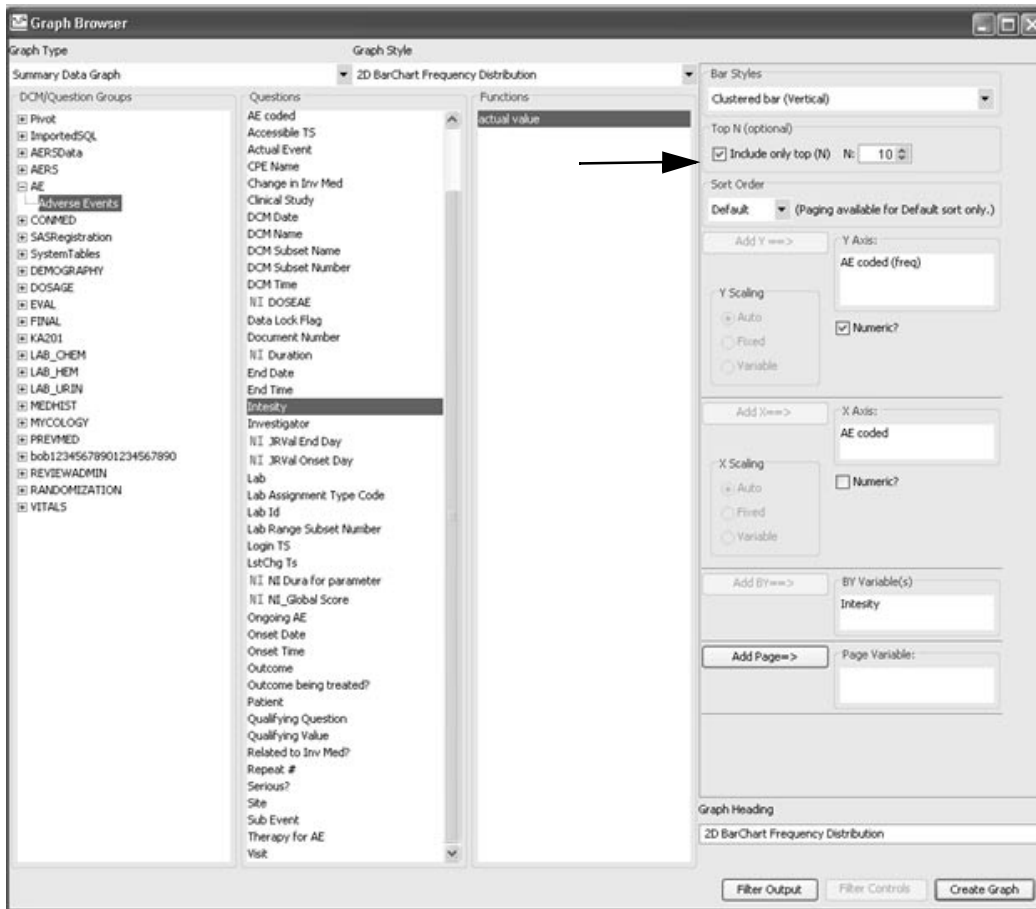 Graph Browser
Graph Type
Graph Style
Summary Data Graph
2D BarChart Frequency Distribution
DCM/Question Groups
Pivot
ImportedSQL
AERSData
AERS
AE
Adverse Events
CONMED
SASRegistration
SystemTables
DEMOGRAPHY
DOSAGE
EVAL
FINAL
KA201
LAB_CHEM
LAB_HEM
LAB_URIN
MEDHIST
MYCOLOGY
PREVMED
bob12345678901234567890
REVIEWADMIN
RANDOMIZATION
VITALS
Questions
AE coded
Accessible TS
Actual Event
CPE Name
Change in Inv Med
Clinical Study
DCM Date
DCM Name
DCM Subset Name
DCM Subset Number
DCM Time
NI DOSEAE
Data Lock Flag
Document Number
NI Duration
End Date
End Time
Intesity
Investigator
NI JRVal End Day
NI JRVal Onset Day
Lab
Lab Assignment Type Code
Lab Id
Lab Range Subset Number
Login TS
LstChg Ts
NI NI Dura for parameter
NI NI_Global Score
Ongoing AE
Onset Date
Onset Time
Outcome
Outcome being treated?
Patient
Qualifying Question
Qualifying Value
Related to Inv Med?
Repeat #
Serious?
Site
Sub Event
Therapy for AE
Visit
Functions
actual value
Bar Styles
Clustered bar (Vertical)
Top N (optional)
Include only top (N) N: 10
Sort Order
Default (Paging available for Default sort only.)
Add Y ==>
Y Axis:
AE coded (freq)
Y Scaling
Auto
Fixed
Variable
Numeric?
Add X==>
X Axis:
AE coded
X Scaling
Auto
Fixed
Variable
Numeric?
Add BY==>
BY Variable(s)
Intesity
Add Page=>
Page Variable:
Graph Heading
2D BarChart Frequency Distribution
Filter Output
Filter Controls
Create Graph